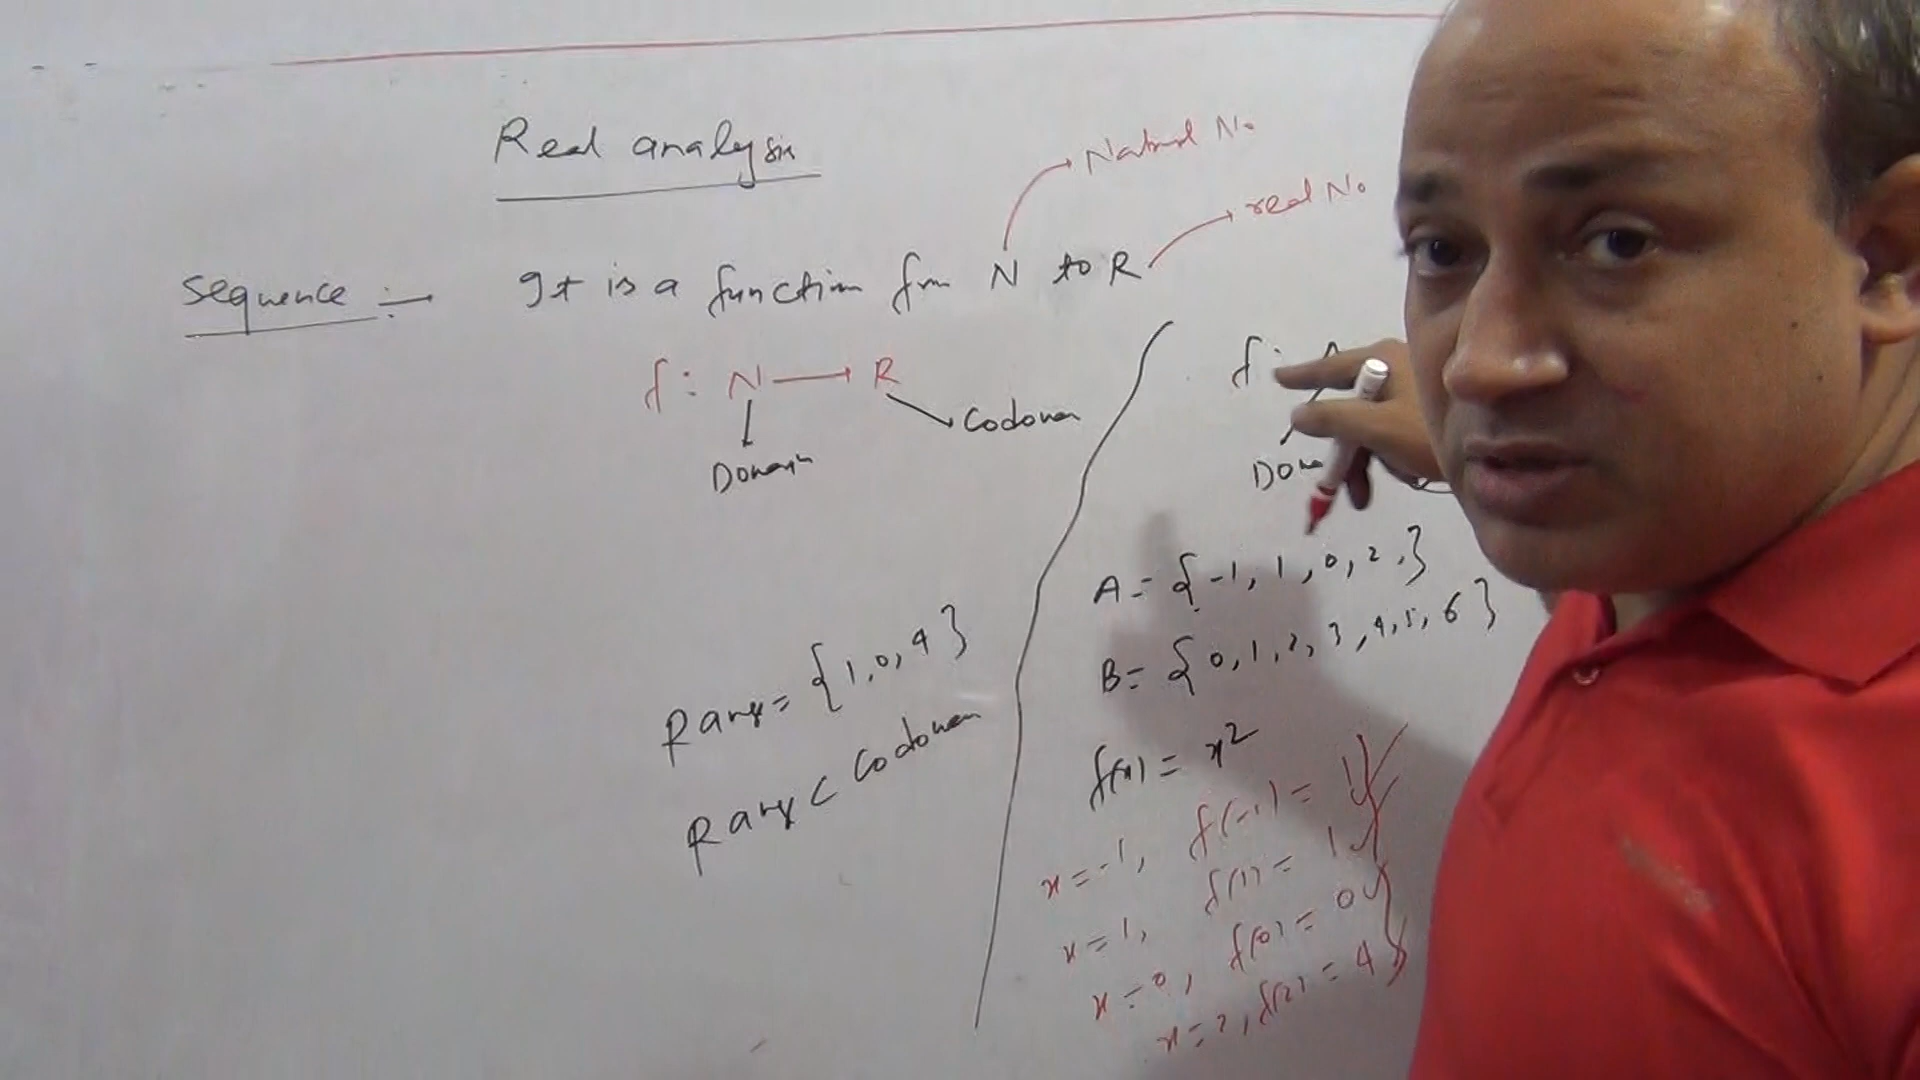 Real analysis
Natural No.
real No.
Sequence :→ It is a function from N to R
f : N → R
Codomain
Domain
f :
A = {-1, 1, 0, 2, }
B = {0, 1, 2, 3, 4, 5, 6}
Range = {1, 0, 4}
Range ⊂ Codomain
f(x) = x²
x = -1, f(-1) = 1
x = 1, f(1) = 1
x = 0, f(0) = 0
x = 2, f(2) = 4